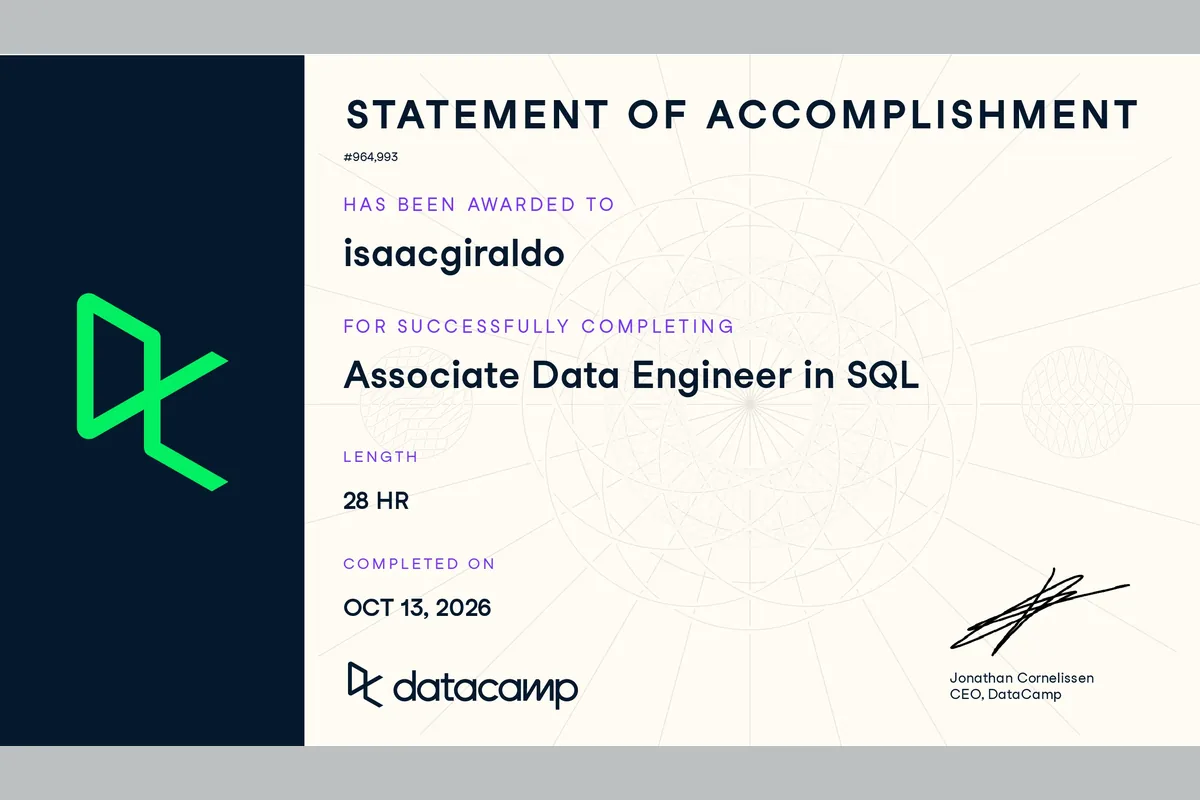 STATEMENT OF ACCOMPLISHMENT
#964,993
HAS BEEN AWARDED TO
isaacgiraldo
FOR SUCCESSFULLY COMPLETING
Associate Data Engineer in SQL
LENGTH
28 HR
COMPLETED ON
OCT 13, 2026
datacamp
Jonathan Cornelissen
CEO, DataCamp